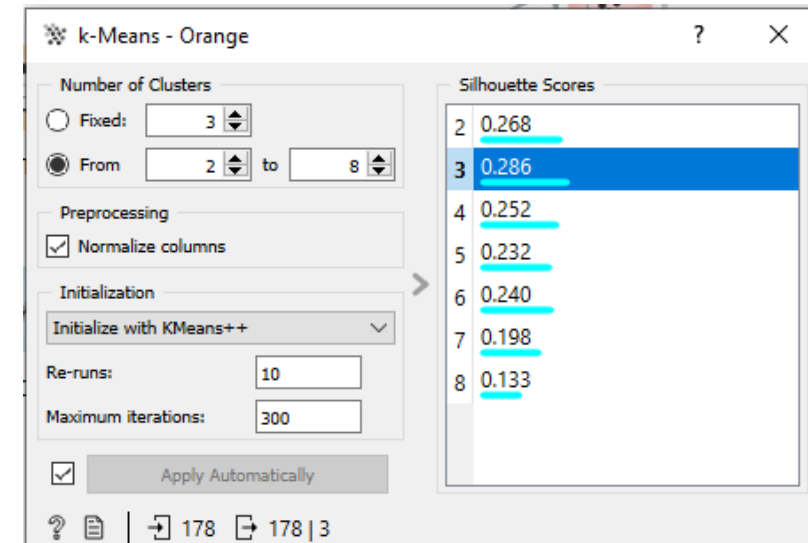 k-Means - Orange ? ×
Number of Clusters
Fixed: 3
From 2 to 8
Preprocessing
Normalize columns
Initialization
Initialize with KMeans++
Re-runs: 10
Maximum iterations: 300
Apply Automatically
? 178 178 | 3
Silhouette Scores
2 0.268
3 0.286
4 0.252
5 0.232
6 0.240
7 0.198
8 0.133